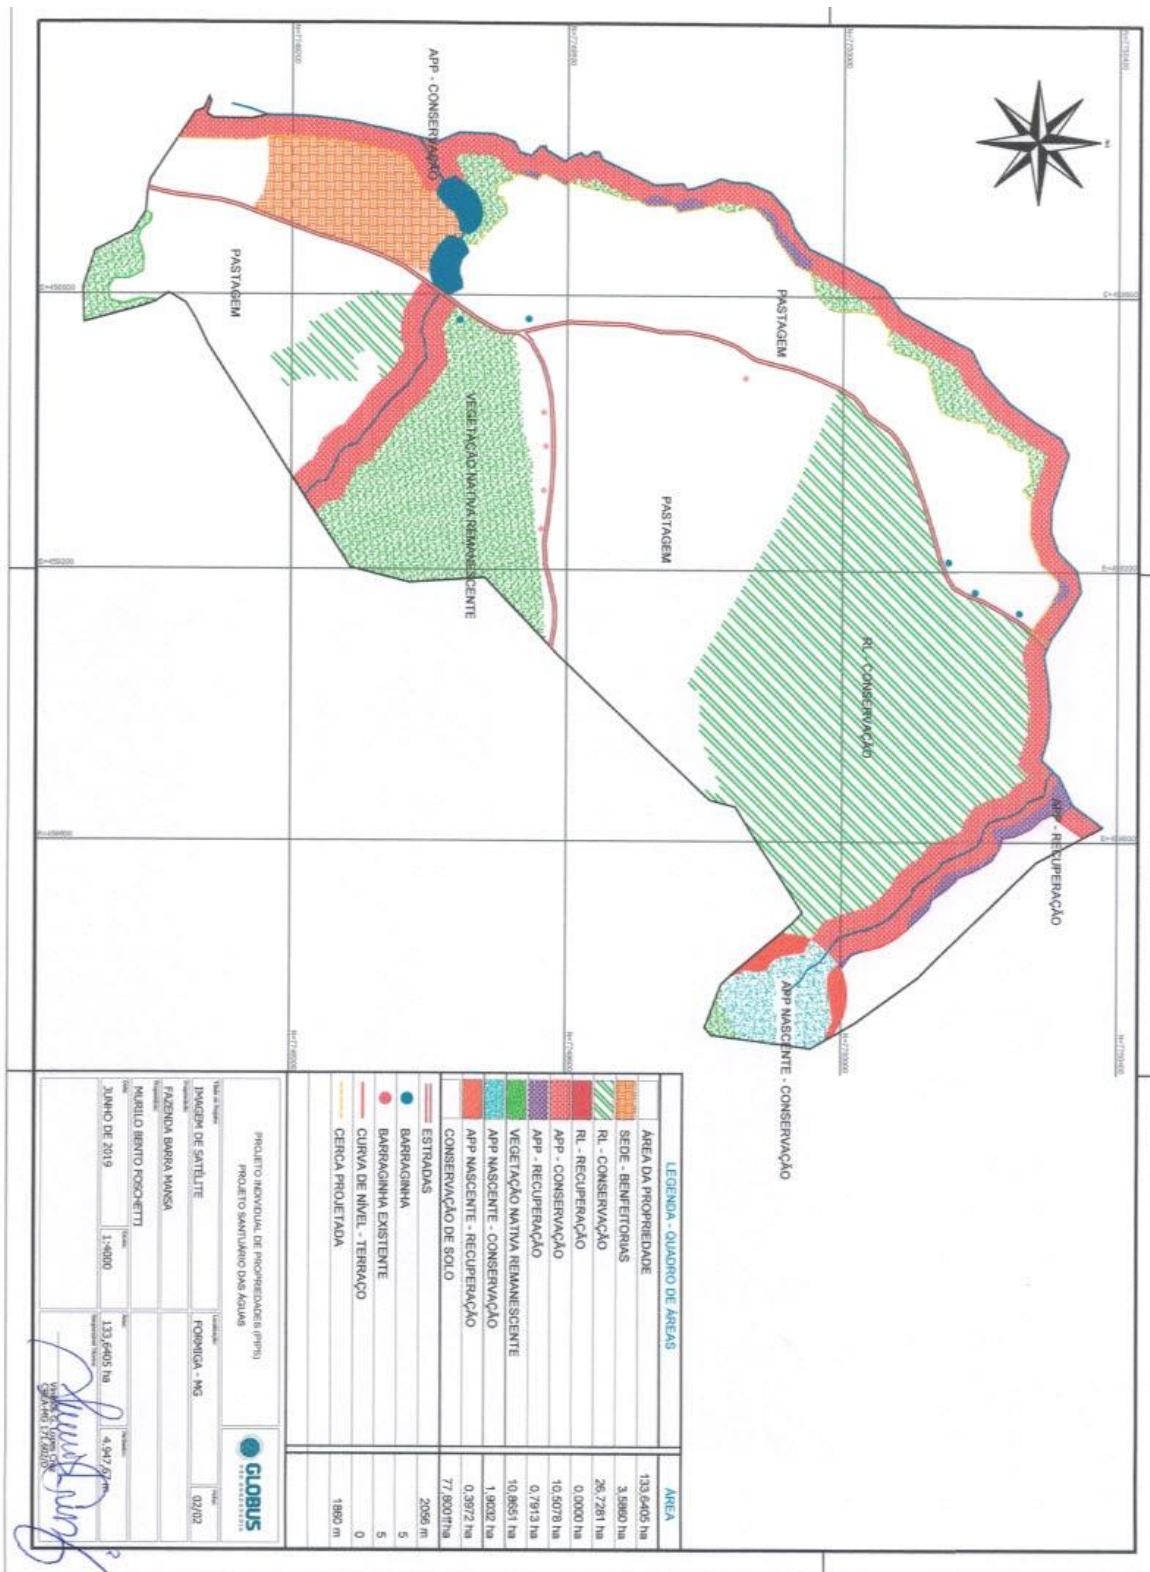 APP - CONSERVAÇÃO
PASTAGEM
PASTAGEM
VEGETAÇÃO NATIVA REMANESCENTE
PASTAGEM
RL - CONSERVAÇÃO
APP - RECUPERAÇÃO
APP NASCENTE - CONSERVAÇÃO
LEGENDA - QUADRO DE ÁREAS ÁREA
ÁREA DA PROPRIEDADE 133,6405 ha
SEDE - BENFEITORIAS 3,5860 ha
RL - CONSERVAÇÃO 26,7281 ha
RL - RECUPERAÇÃO 0,0000 ha
APP - CONSERVAÇÃO 10,5078 ha
APP - RECUPERAÇÃO 0,7913 ha
VEGETAÇÃO NATIVA REMANESCENTE 10,8651 ha
APP NASCENTE - CONSERVAÇÃO 1,9032 ha
APP NASCENTE - RECUPERAÇÃO 0,3972 ha
CONSERVAÇÃO DE SOLO
ESTRADAS 2056 m
BARRAGINHA 5
BARRAGINHA EXISTENTE 5
CURVA DE NÍVEL - TERRAÇO 0
CERCA PROJETADA 1860 m
PROJETO INDIVIDUAL DE PROPRIEDADES (PIPS)
PROJETO SANTUÁRIO DAS ÁGUAS
GLOBUS
IMAGEM DE SATÉLITE
FORMIGA - MG
02/02
FAZENDA BARRA MANSA
MURILO BENTO FOSCHETTI
JUNHO DE 2019
1:4000
133,6405 ha